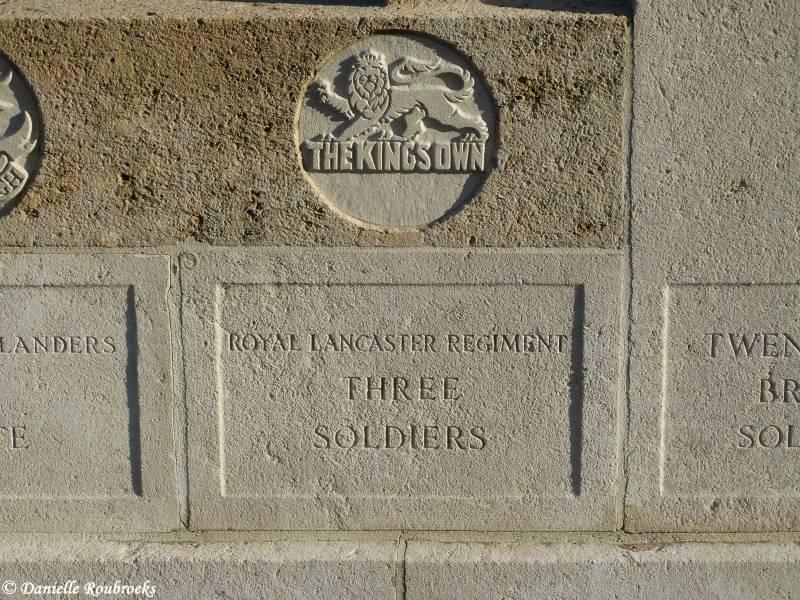 THE KINGS OWN
LANDERS
ROYAL LANCASTER REGIMENT
THREE
SOLDIERS
TWEN
BR
SOL
© Danielle Roubroeks